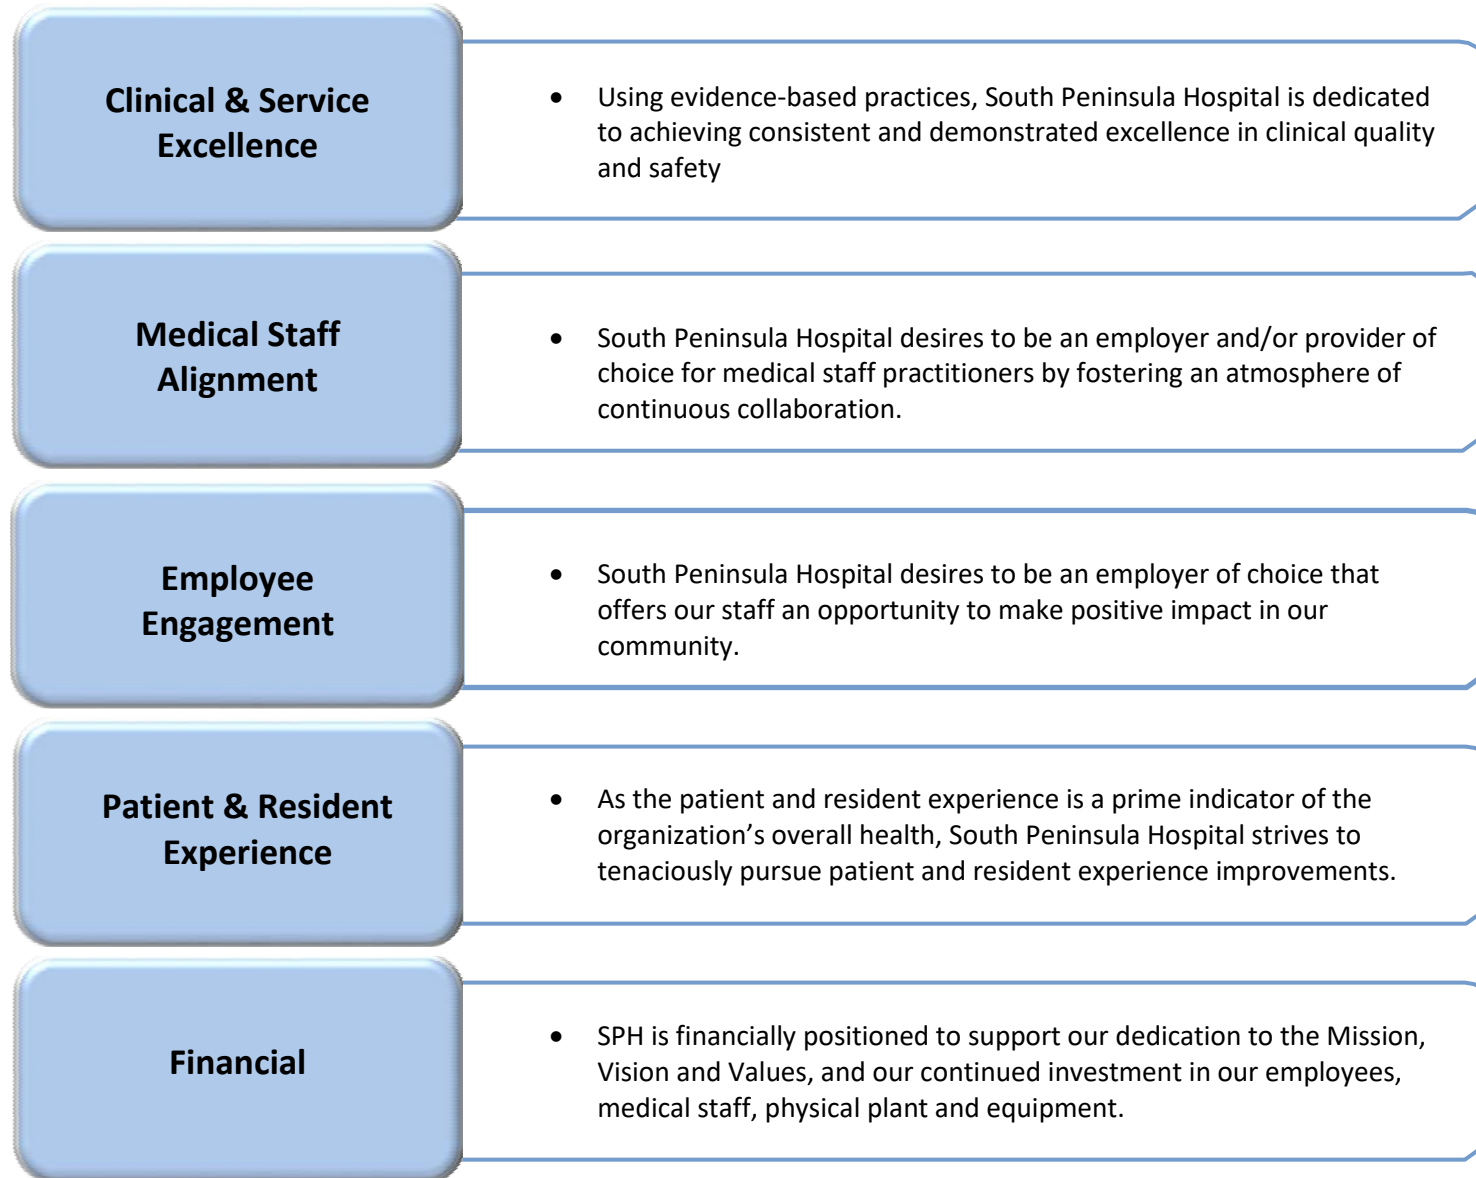 Clinical & Service
Excellence
• Using evidence-based practices, South Peninsula Hospital is dedicated
to achieving consistent and demonstrated excellence in clinical quality
and safety
Medical Staff
Alignment
• South Peninsula Hospital desires to be an employer and/or provider of
choice for medical staff practitioners by fostering an atmosphere of
continuous collaboration.
Employee
Engagement
• South Peninsula Hospital desires to be an employer of choice that
offers our staff an opportunity to make positive impact in our
community.
Patient & Resident
Experience
• As the patient and resident experience is a prime indicator of the
organization’s overall health, South Peninsula Hospital strives to
tenaciously pursue patient and resident experience improvements.
Financial
• SPH is financially positioned to support our dedication to the Mission,
Vision and Values, and our continued investment in our employees,
medical staff, physical plant and equipment.